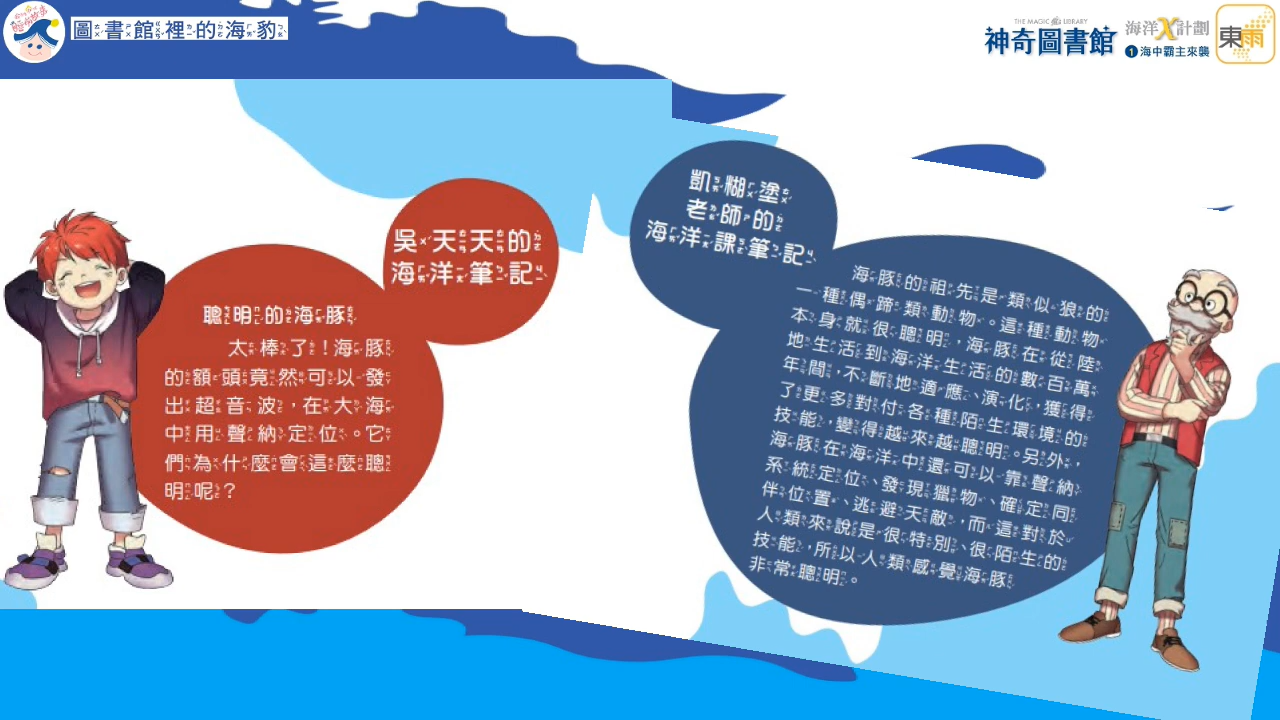 圖書館裡的海豹
THE MAGIC LIBRARY
神奇圖書館
海洋X計劃
1 海中霸主來襲
東雨
吳天天的
海洋筆記
聰明的海豚
太棒了！海豚
的額頭竟然可以發
出超音波，在大海
中用聲納定位。它
們為什麼會這麼聰
明呢？
凱糊塗
老師的
海洋課筆記
海豚的祖先是類似狼的
一種偶蹄類動物。這種動物
本身就很聰明，海豚在從陸
地生活到海洋生活的數百萬
年間，不斷地適應、演化，獲得
了更多對付各種陌生環境的
技能，變得越來越聰明。另外，
海豚在海洋中還可以靠聲納
系統定位、發現獵物、確定同
伴位置、逃避天敵，而這對於
人類來說是很特別、很陌生的
技能，所以人類感覺海豚
非常聰明。